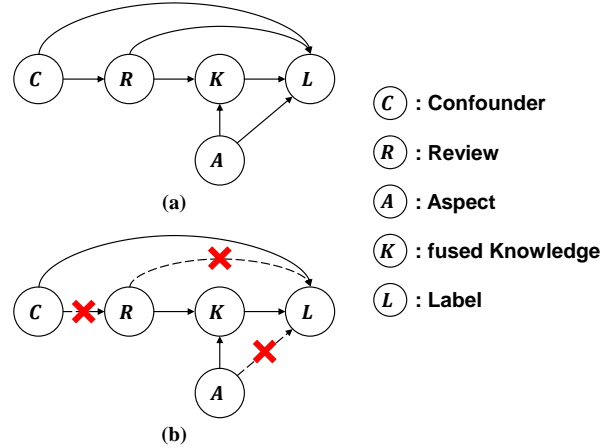 C R K L
A
(a)
C R K L
A
(b)
C : Confounder
R : Review
A : Aspect
K : fused Knowledge
L : Label